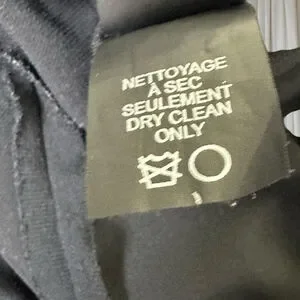 NETTOYAGE
À SEC
SEULEMENT
DRY CLEAN
ONLY